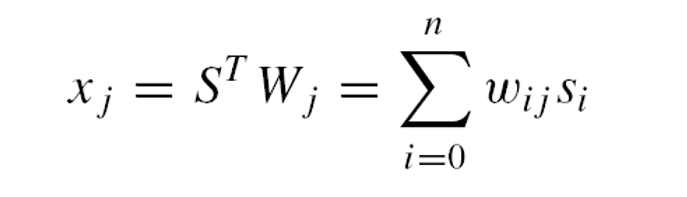 x_j = S^T W_j = \sum_{i=0}^{n} w_{ij} s_i